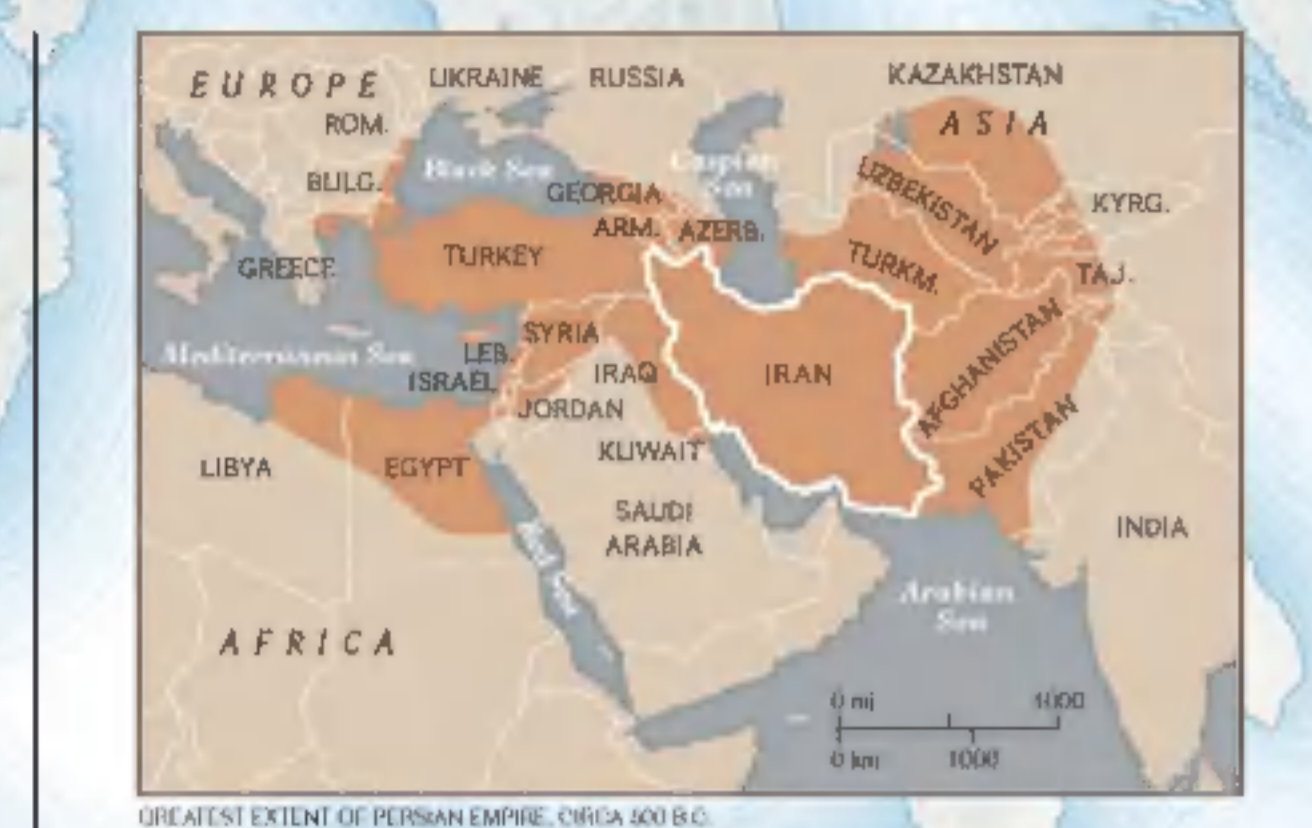 EUROPE
UKRAINE
RUSSIA
KAZAKHSTAN
ROM.
ASIA
Black Sea
Caspian
Sea
BULG.
GEORGIA
UZBEKISTAN
KYRG.
ARM.
AZERB.
GREECE
TURKEY
TURKM.
TAJ.
SYRIA
Mediterranean Sea
LEB.
ISRAEL
IRAQ
IRAN
AFGHANISTAN
JORDAN
PAKISTAN
KUWAIT
LIBYA
EGYPT
SAUDI
ARABIA
INDIA
Red Sea
Arabian
Sea
AFRICA
0 mi 1000
0 km 1000
GREATEST EXTENT OF PERSIAN EMPIRE, CIRCA 500 B.C.